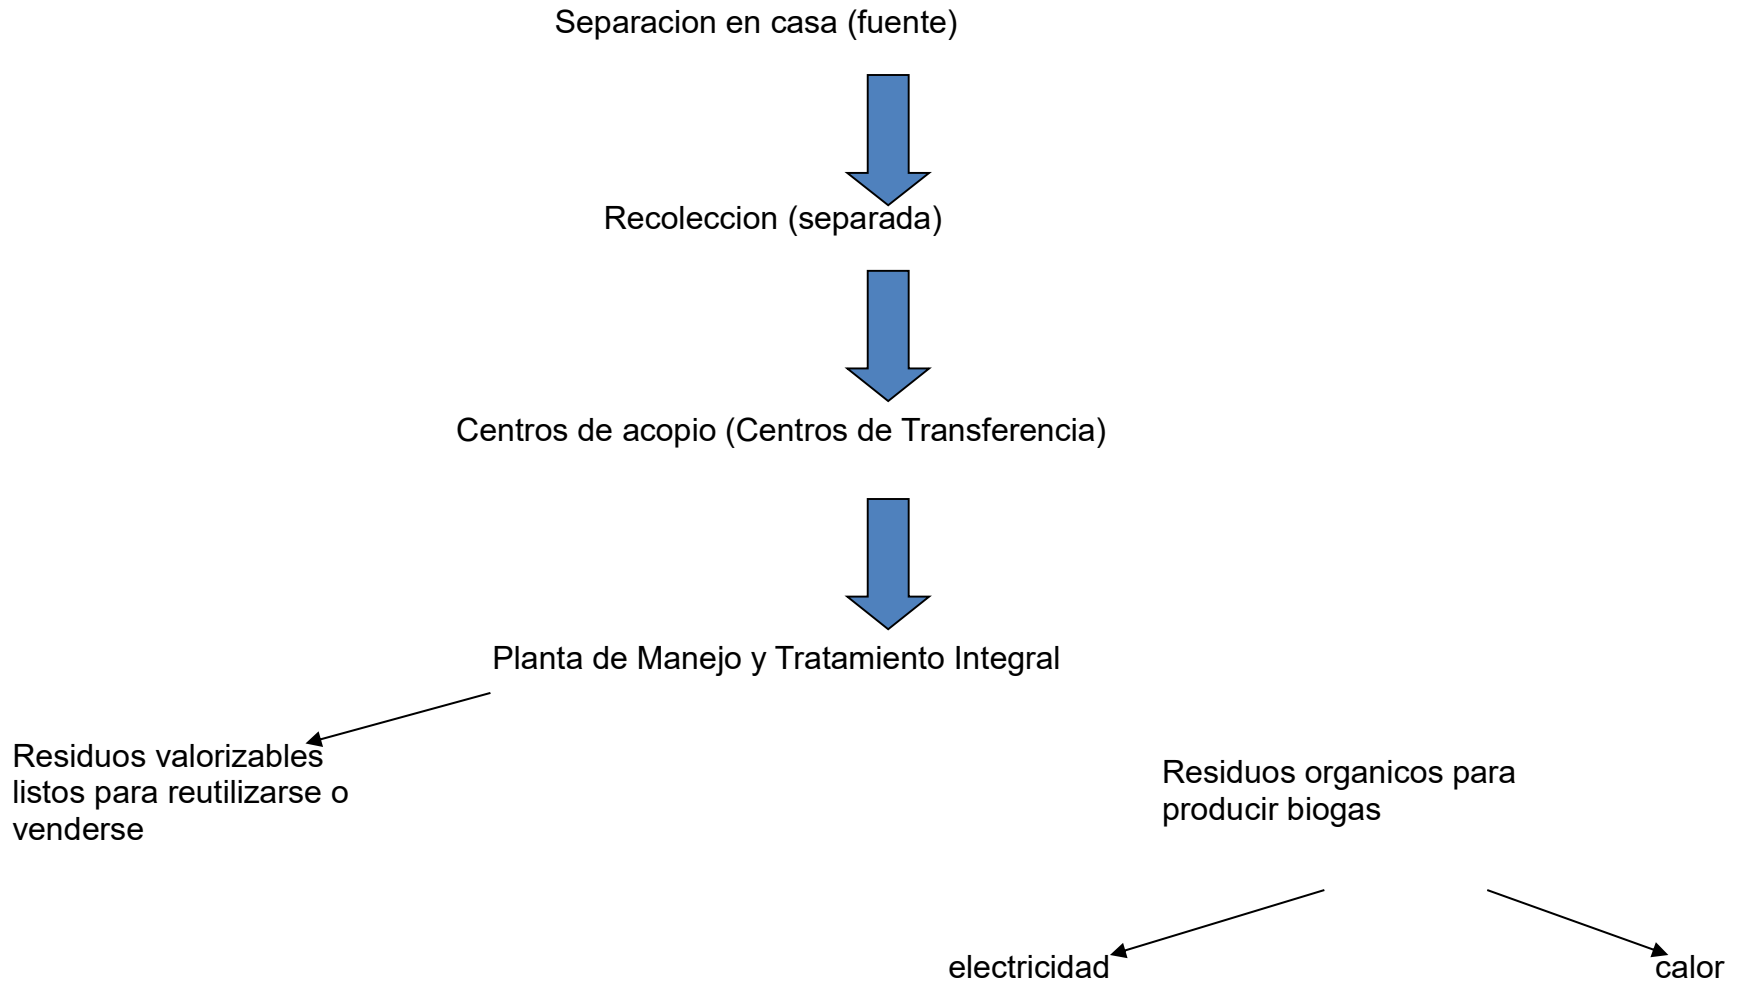 Separacion en casa (fuente)
Recoleccion (separada)
Centros de acopio (Centros de Transferencia)
Planta de Manejo y Tratamiento Integral
Residuos valorizables
listos para reutilizarse o
venderse
Residuos organicos para
producir biogas
electricidad
calor